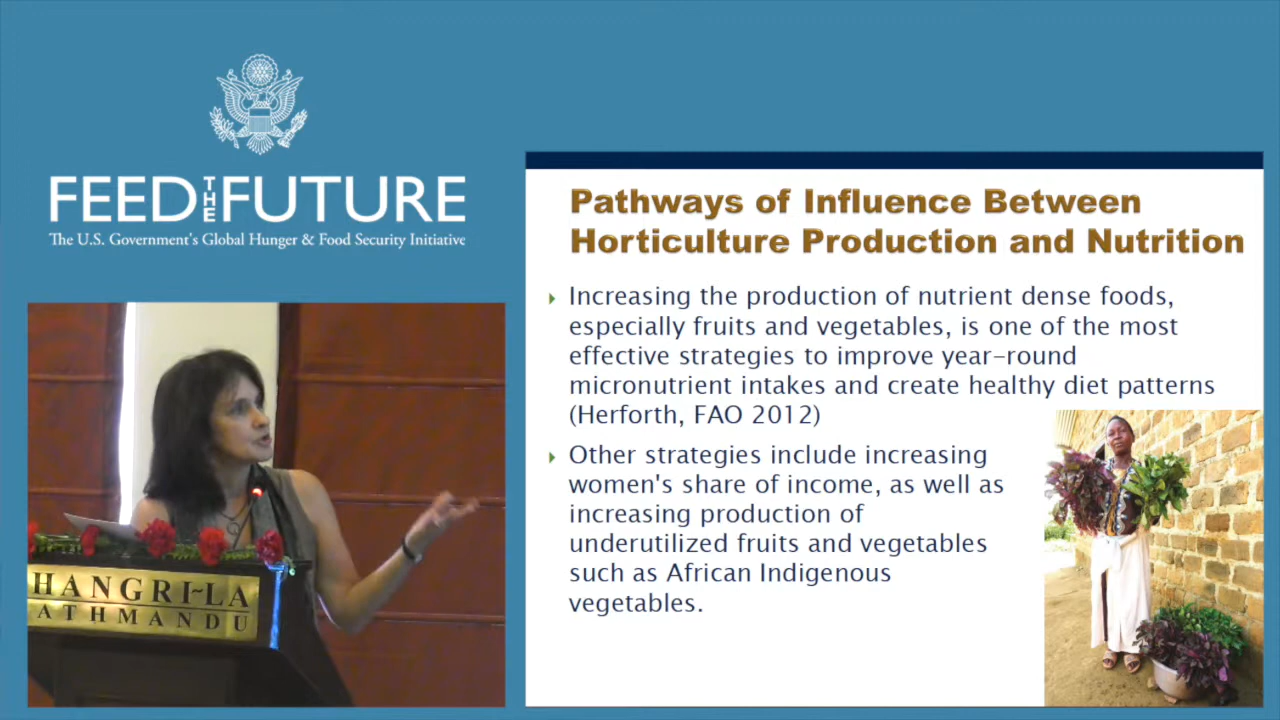 FEED THE FUTURE
The U.S. Government's Global Hunger & Food Security Initiative
HANGRI~LA
ATHMANDU
Pathways of Influence Between
Horticulture Production and Nutrition
Increasing the production of nutrient dense foods,
especially fruits and vegetables, is one of the most
effective strategies to improve year-round
micronutrient intakes and create healthy diet patterns
(Herforth, FAO 2012)
Other strategies include increasing
women's share of income, as well as
increasing production of
underutilized fruits and vegetables
such as African Indigenous
vegetables.